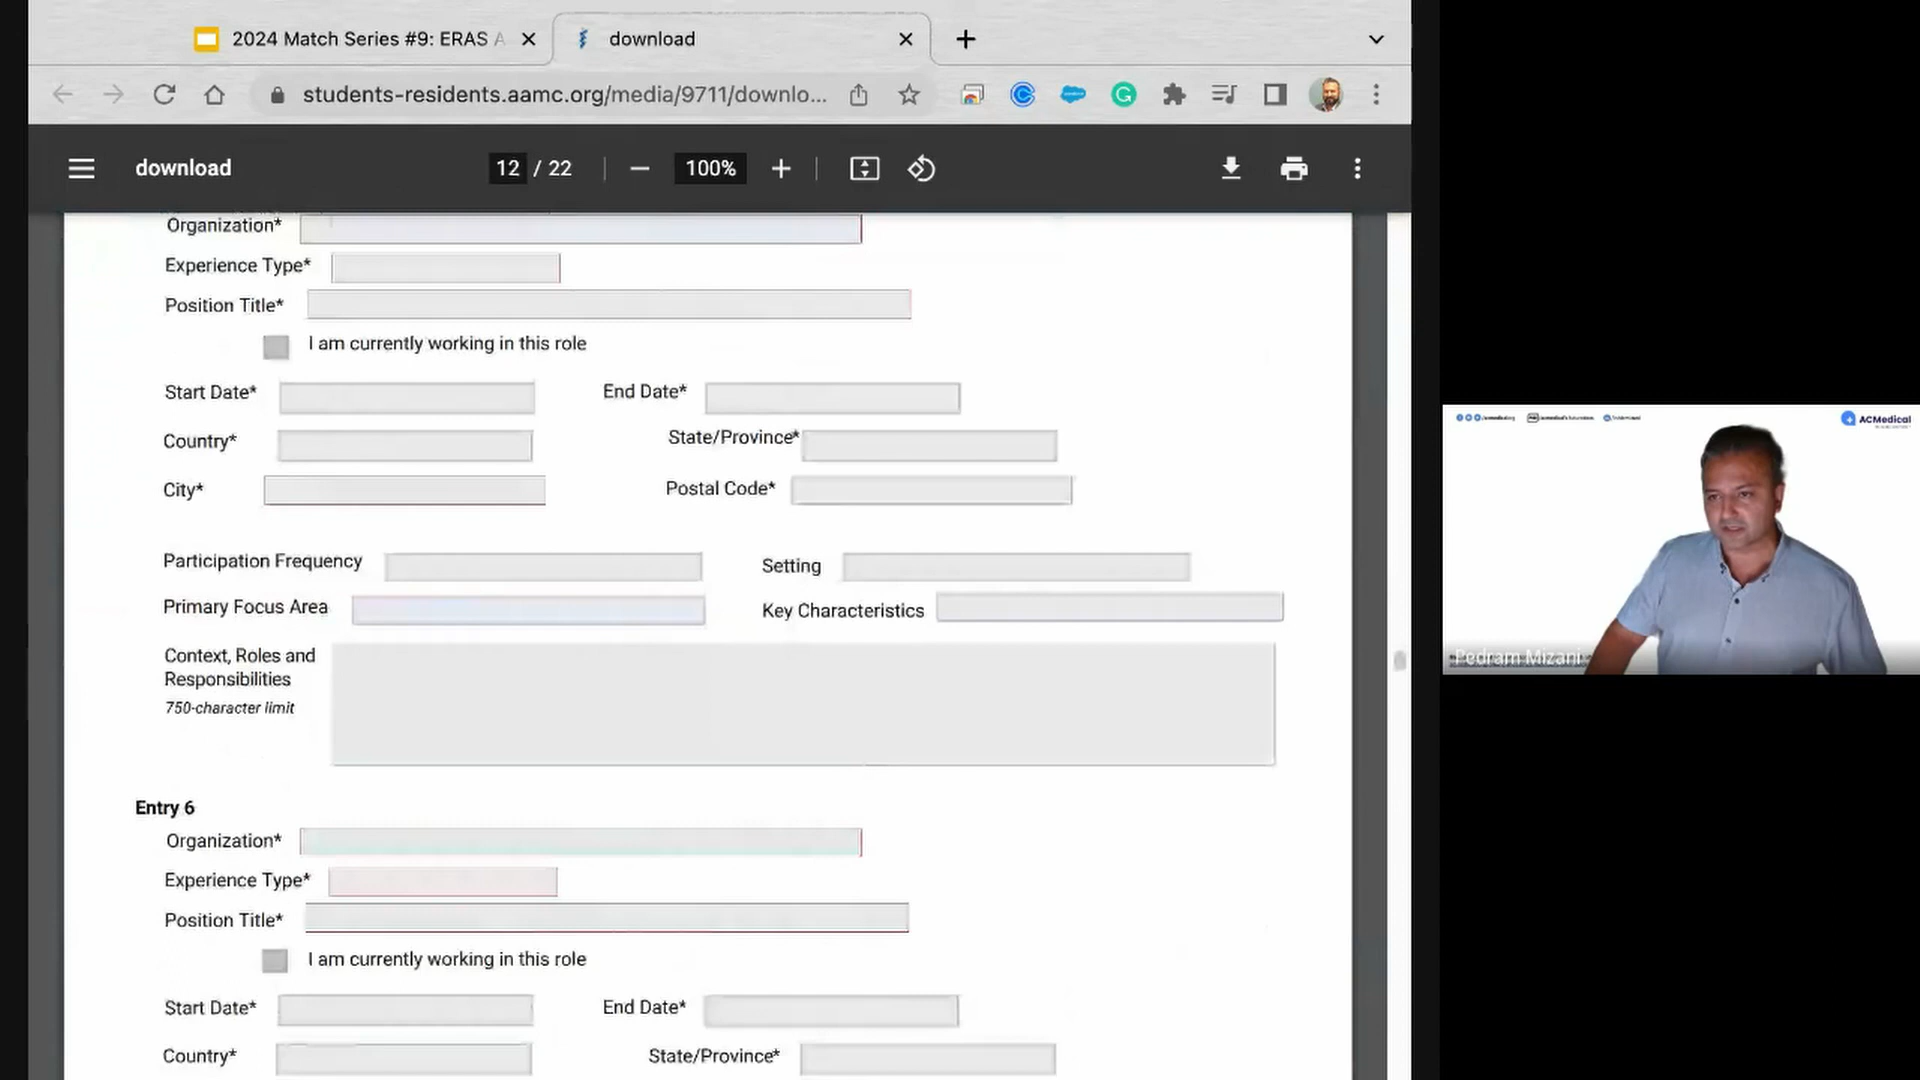 2024 Match Series #9: ERAS A
download
students-residents.aamc.org/media/9711/downlo...
download
12 / 22
100%
Organization*
Experience Type*
Position Title*
I am currently working in this role
Start Date*
End Date*
Country*
State/Province*
City*
Postal Code*
Participation Frequency
Setting
Primary Focus Area
Key Characteristics
Context, Roles and
Responsibilities
750-character limit
Entry 6
Organization*
Experience Type*
Position Title*
I am currently working in this role
Start Date*
End Date*
Country*
State/Province*
ACMedical
Pedram Mizani